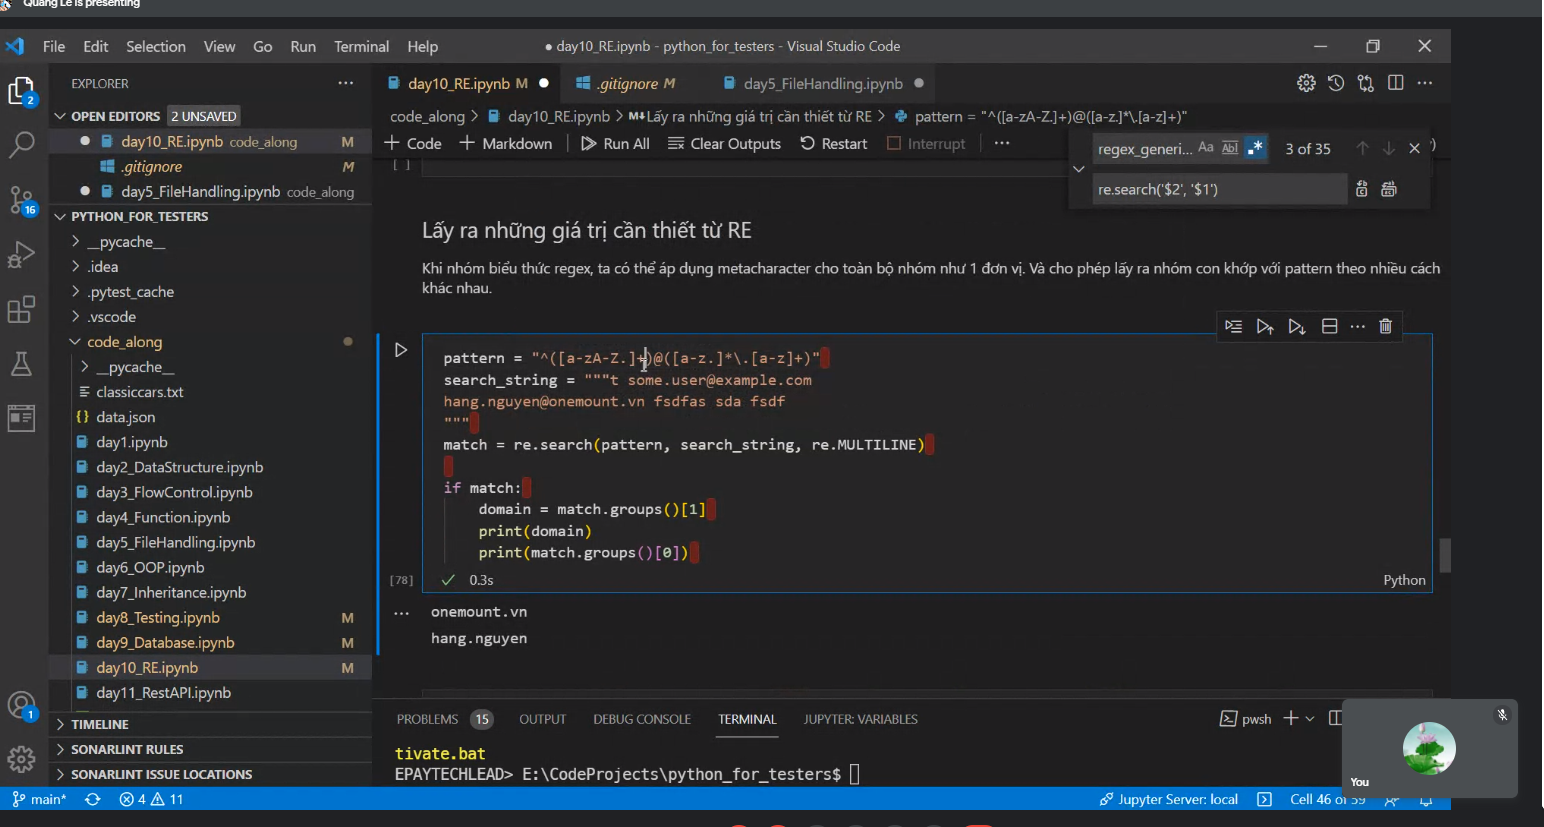 Quang Le is presenting
File Edit Selection View Go Run Terminal Help
● day10_RE.ipynb - python_for_testers - Visual Studio Code
EXPLORER
OPEN EDITORS 2 UNSAVED
day10_RE.ipynb code_along M
.gitignore M
day5_FileHandling.ipynb code_along
PYTHON_FOR_TESTERS
__pycache__
.idea
.pytest_cache
.vscode
code_along
__pycache__
classiccars.txt
data.json
day1.ipynb
day2_DataStructure.ipynb
day3_FlowControl.ipynb
day4_Function.ipynb
day5_FileHandling.ipynb
day6_OOP.ipynb
day7_Inheritance.ipynb
day8_Testing.ipynb M
day9_Database.ipynb M
day10_RE.ipynb M
day11_RestAPI.ipynb
TIMELINE
SONARLINT RULES
SONARLINT ISSUE LOCATIONS
2
16
1
day10_RE.ipynb M .gitignore M day5_FileHandling.ipynb
code_along > day10_RE.ipynb > M↓Lấy ra những giá trị cần thiết từ RE > pattern = "^([a-zA-Z.]+)@([a-z.]*\.[a-z]+)"
+ Code + Markdown Run All Clear Outputs Restart Interrupt ...
regex_generi... Aa Abl .* 3 of 35
re.search('$2', '$1')
[ ]
Lấy ra những giá trị cần thiết từ RE
Khi nhóm biểu thức regex, ta có thể áp dụng metacharacter cho toàn bộ nhóm như 1 đơn vị. Và cho phép lấy ra nhóm con khớp với pattern theo nhiều cách
khác nhau.
pattern = "^([a-zA-Z.]+)@([a-z.]*\.[a-z]+)"
search_string = """t some.user@example.com
hang.nguyen@onemount.vn fsdfas sda fsdf
"""
match = re.search(pattern, search_string, re.MULTILINE)
if match:
domain = match.groups()[1]
print(domain)
print(match.groups()[0])
[78] 0.3s Python
onemount.vn
hang.nguyen
PROBLEMS 15 OUTPUT DEBUG CONSOLE TERMINAL JUPYTER: VARIABLES
pwsh
tivate.bat
EPAYTECHLEAD> E:\CodeProjects\python_for_testers$
You
main* 4 11 Jupyter Server: local Cell 46 of 59